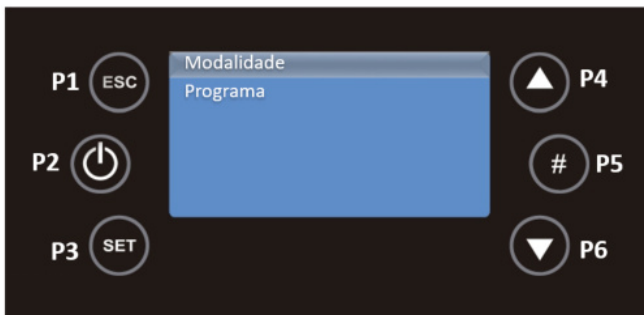 Modalidade
Programa
P1 ESC
P2
P3 SET
P4
# P5
P6